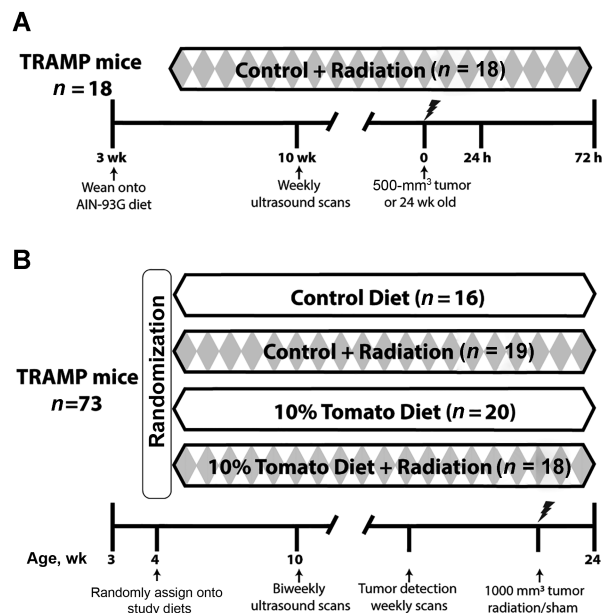 A
TRAMP mice
n = 18
Control + Radiation (n = 18)
3 wk
10 wk
0
24 h
72 h
Wean onto
AIN-93G diet
Weekly
ultrasound scans
500-mm³ tumor
or 24 wk old
B
TRAMP mice
n=73
Randomization
Control Diet (n = 16)
Control + Radiation (n = 19)
10% Tomato Diet (n = 20)
10% Tomato Diet + Radiation (n = 18)
Age, wk
3
4
10
24
Randomly assign onto
study diets
Biweekly
ultrasound scans
Tumor detection
weekly scans
1000 mm³ tumor
radiation/sham